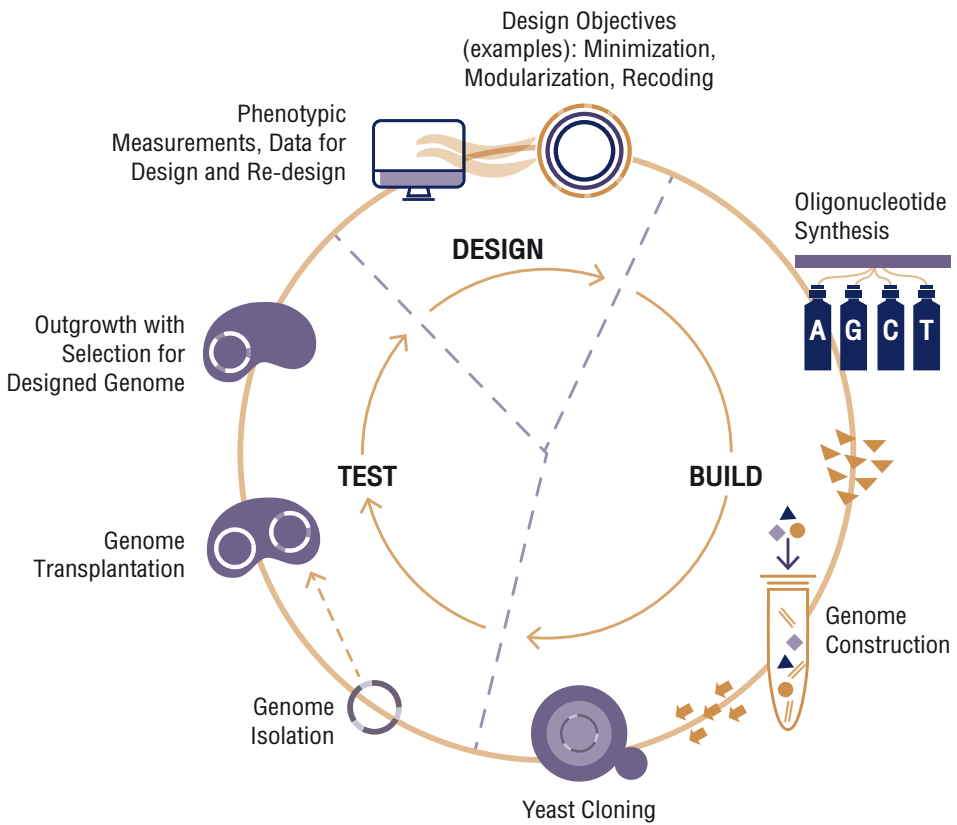 Design Objectives
(examples): Minimization,
Modularization, Recoding
Phenotypic
Measurements, Data for
Design and Re-design
Oligonucleotide
Synthesis
DESIGN
A G C T
Outgrowth with
Selection for
Designed Genome
TEST
BUILD
Genome
Transplantation
Genome
Construction
Genome
Isolation
Yeast Cloning